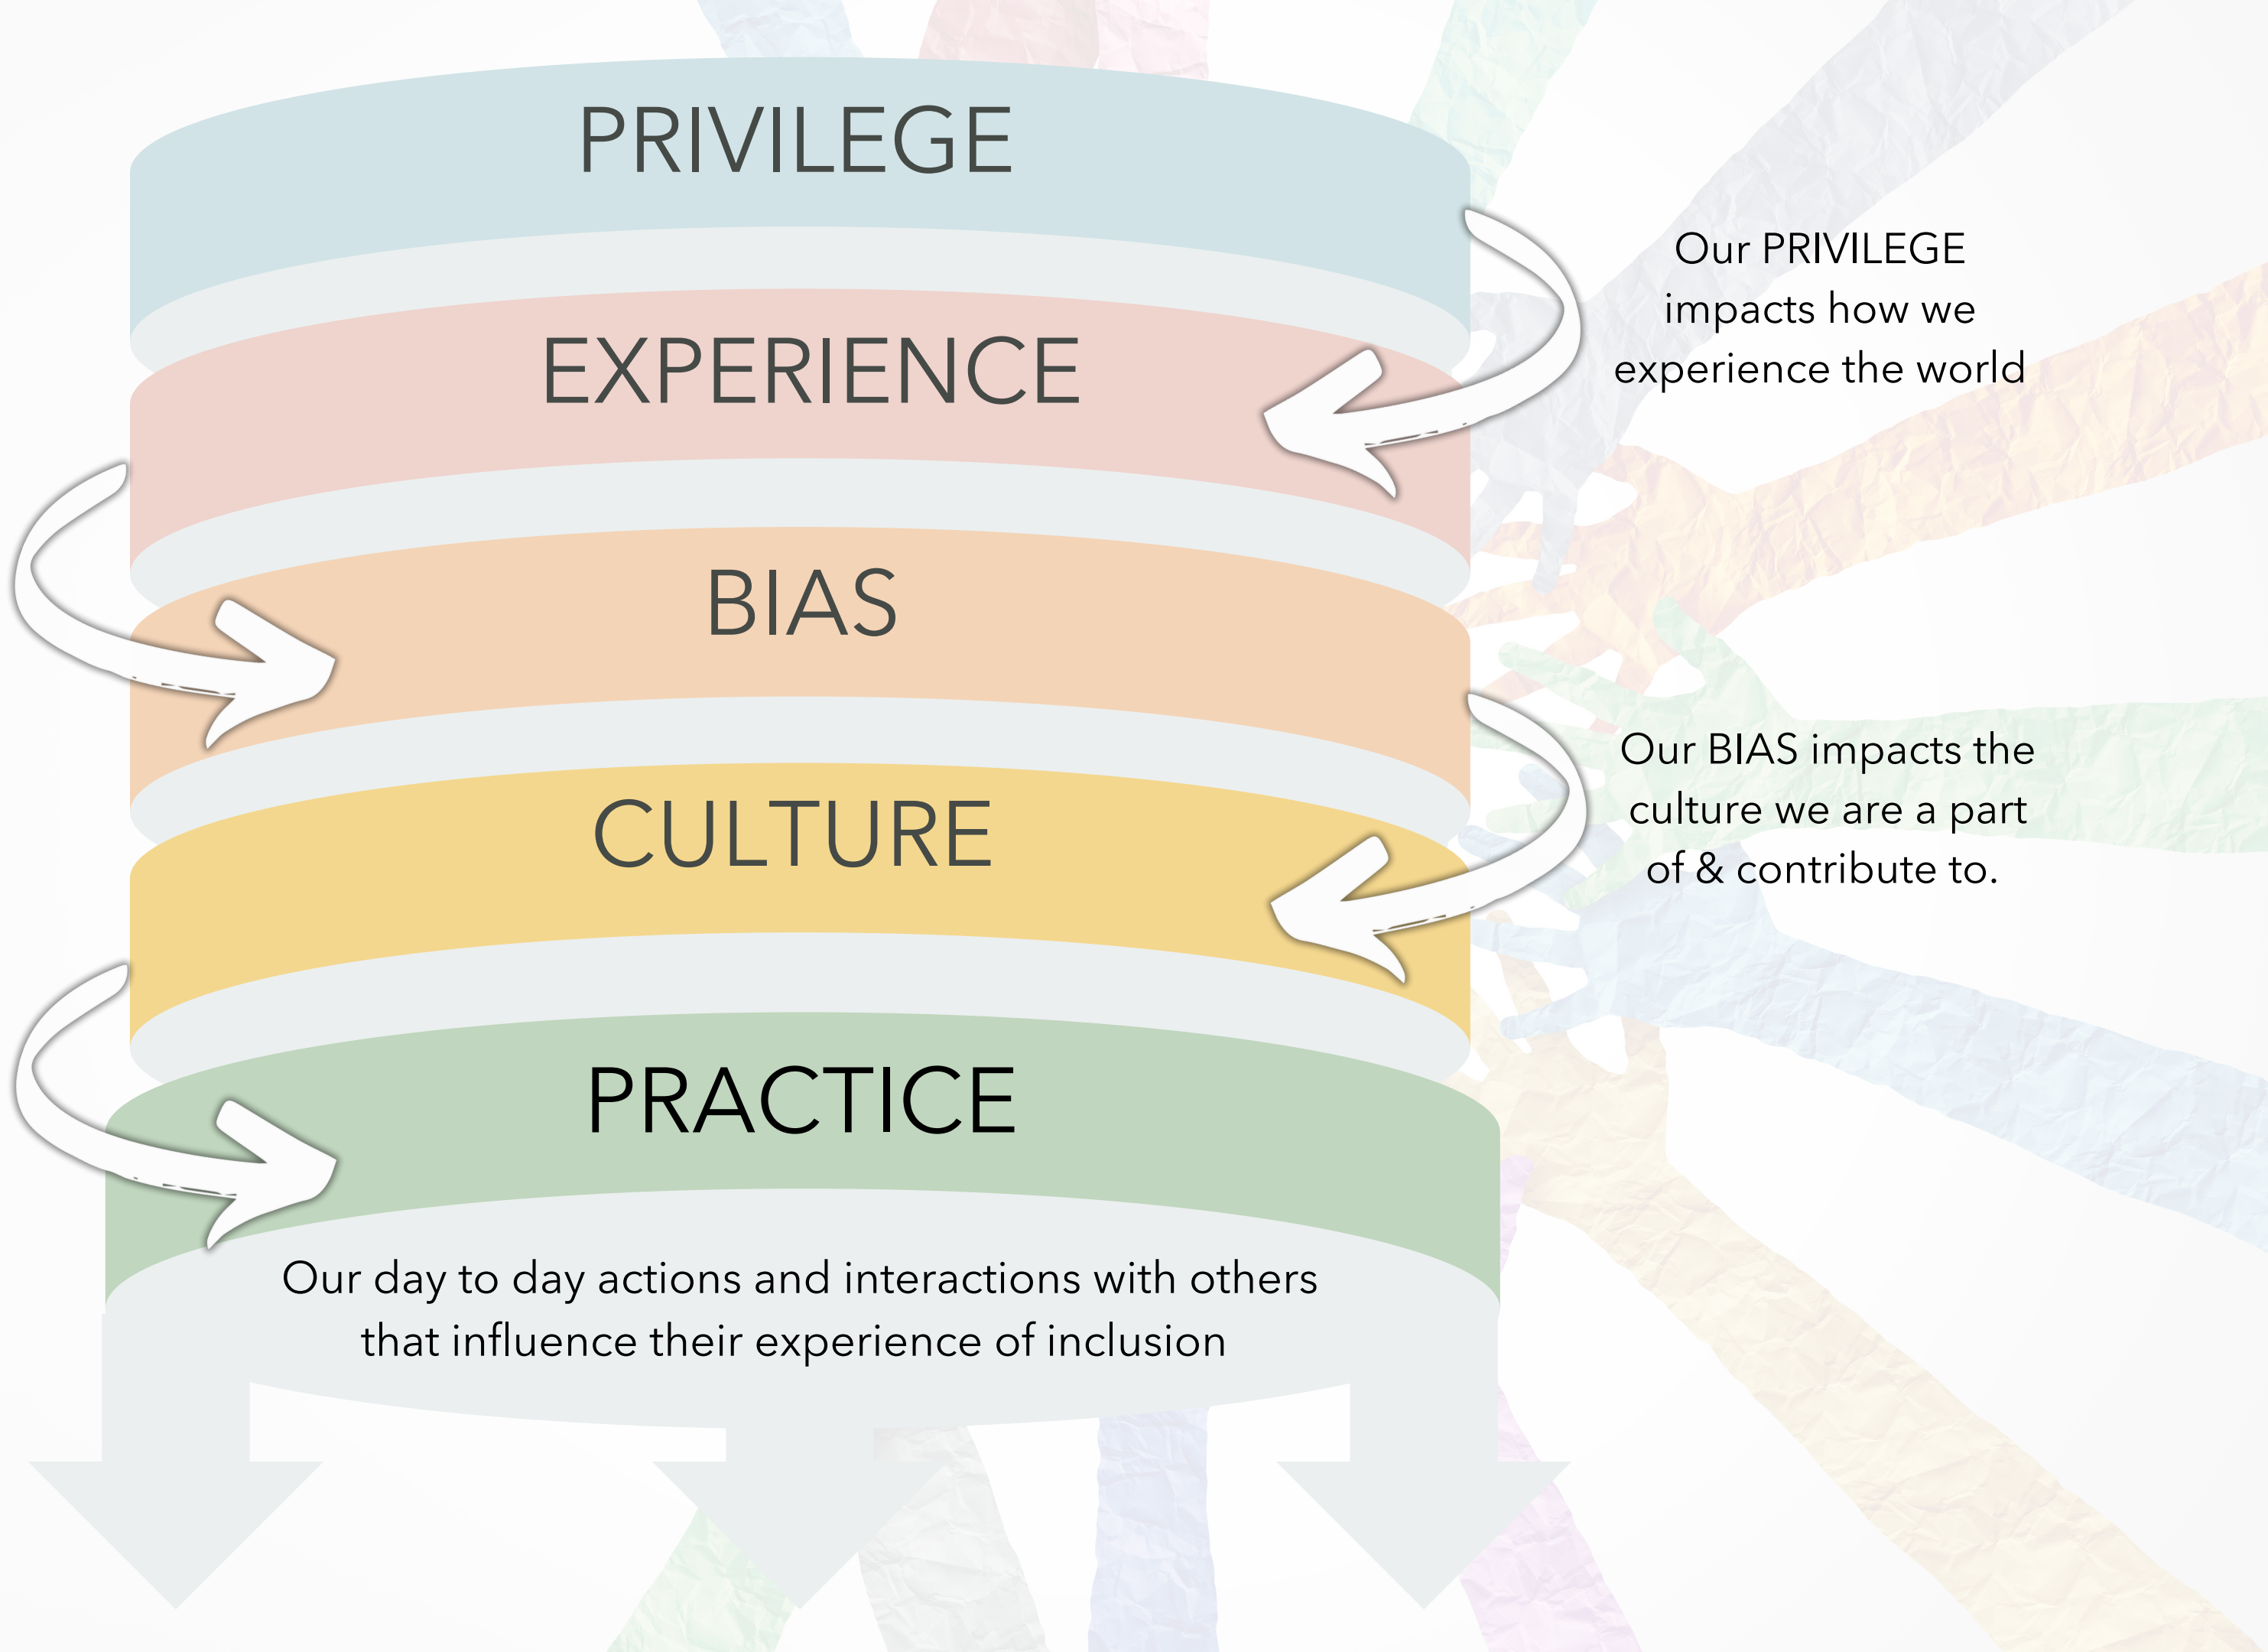 PRIVILEGE
Our PRIVILEGE
impacts how we
experience the world
EXPERIENCE
BIAS
Our BIAS impacts the
culture we are a part
of & contribute to.
CULTURE
PRACTICE
Our day to day actions and interactions with others
that influence their experience of inclusion